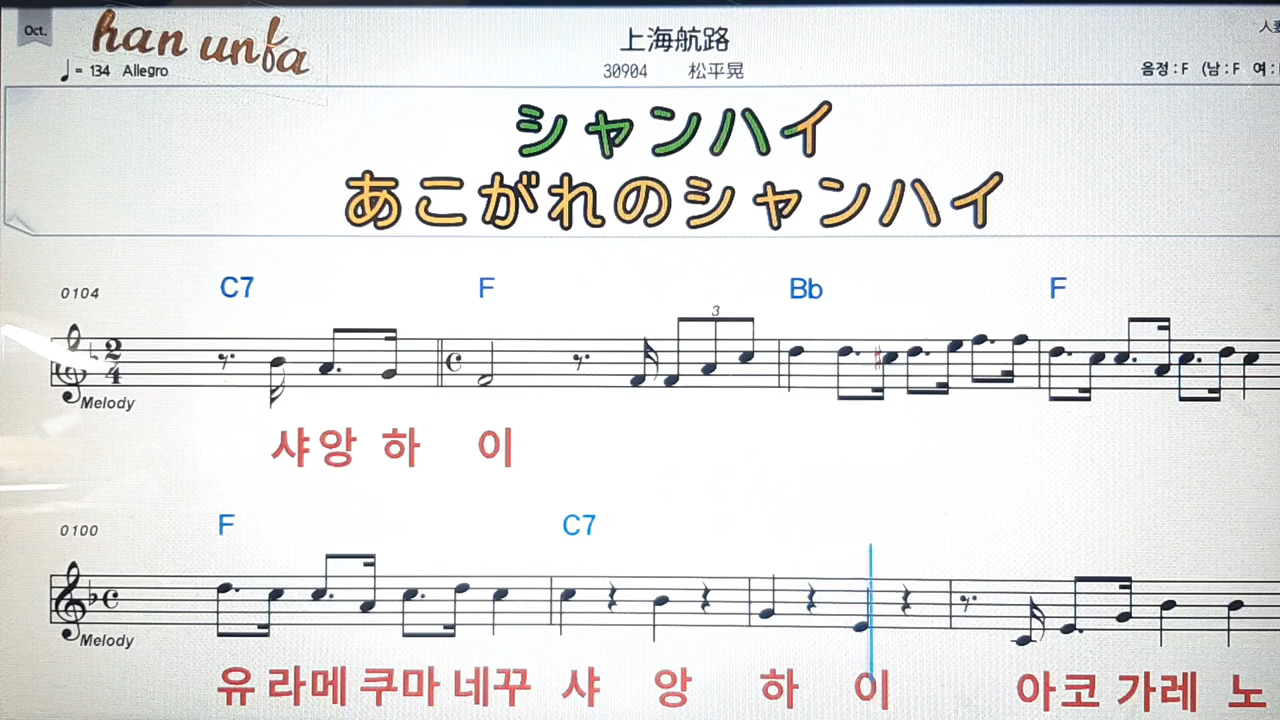 Oct.
han unfa
上海航路
♩= 134 Allegro
30904 松平晃
음정 : F (남 : F 여 :
シャンハイ
あこがれのシャンハイ
0104
C7 F Bb F
3
Melody
샤앙 하 이
0100
F C7
Melody
유 라메 쿠마 네꾸 샤 앙 하 이 아코 가레 노